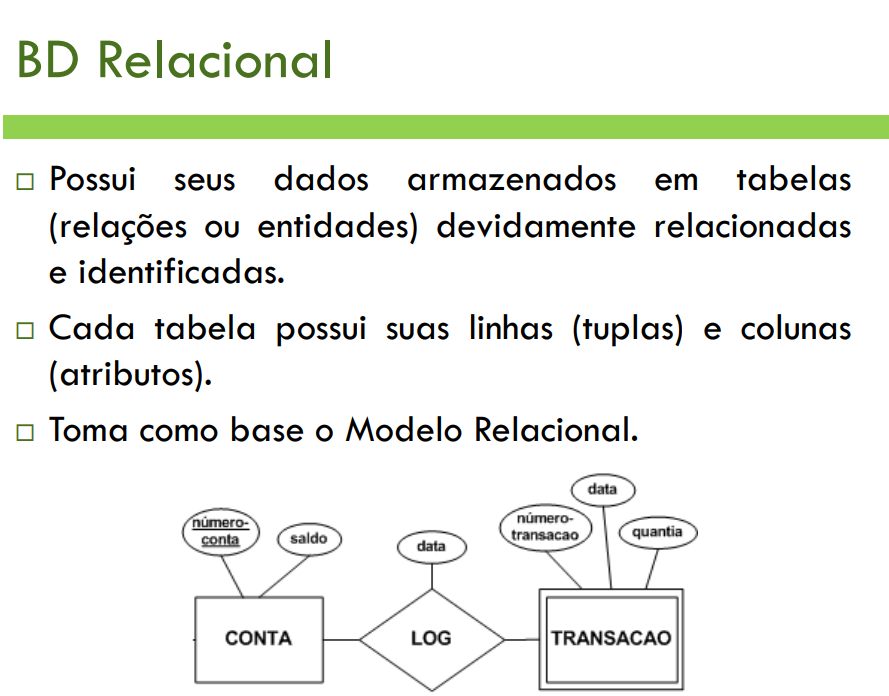 BD Relacional
Possui seus dados armazenados em tabelas
(relações ou entidades) devidamente relacionadas
e identificadas.
Cada tabela possui suas linhas (tuplas) e colunas
(atributos).
Toma como base o Modelo Relacional.
número-
conta
saldo
data
número-
transacao
data
quantia
CONTA
LOG
TRANSACAO